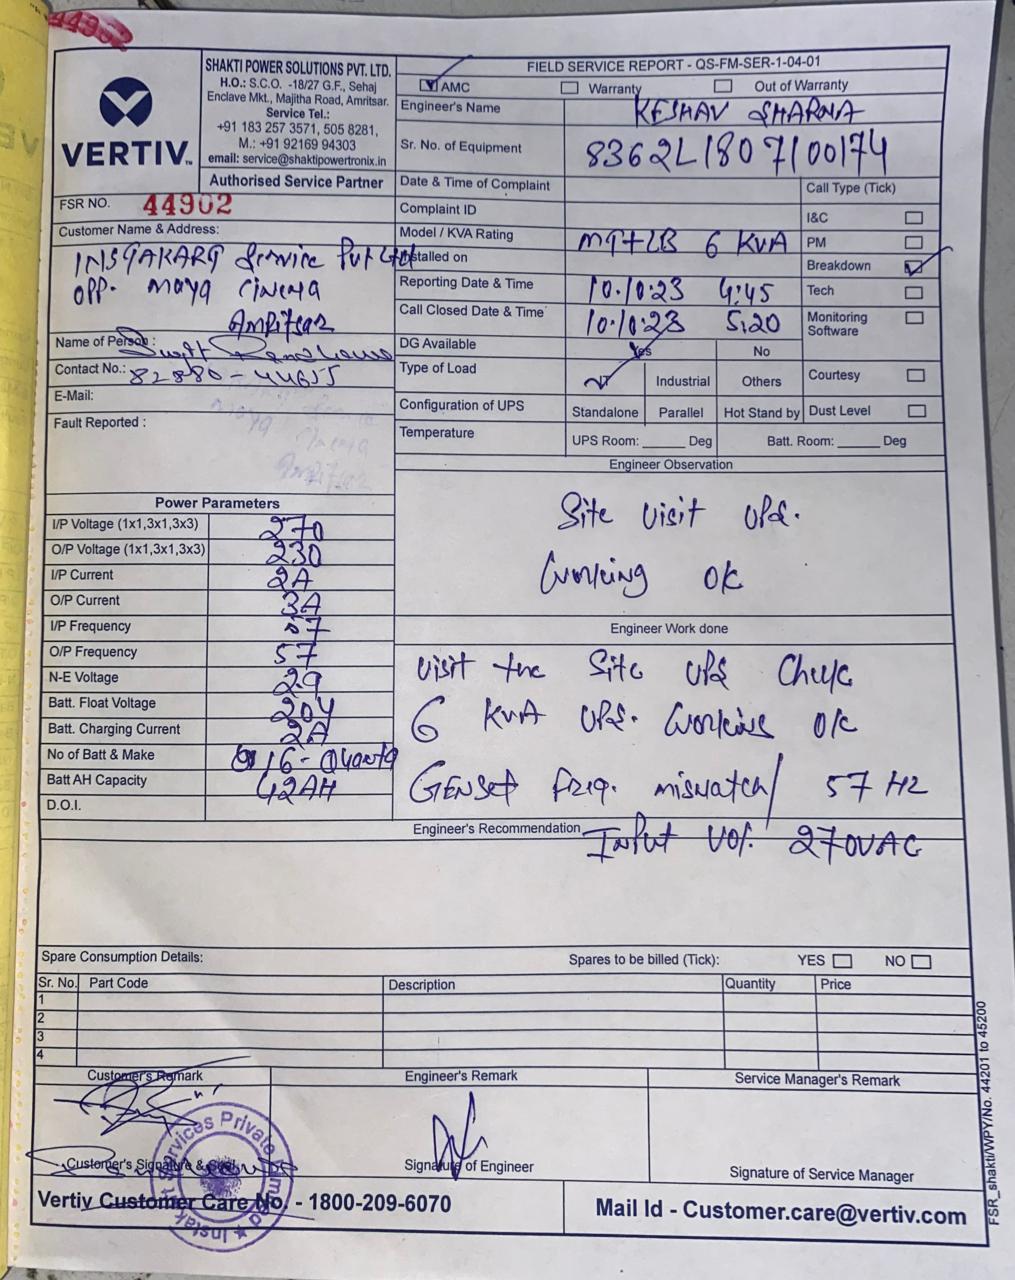 44902
VERTIV™
SHAKTI POWER SOLUTIONS PVT. LTD.
H.O.: S.C.O. -18/27 G.F., Sehaj
Enclave Mkt., Majitha Road, Amritsar.
Service Tel.:
+91 183 257 3571, 505 8281,
M.: +91 92169 94303
email: service@shaktipowertronix.in
Authorised Service Partner
FIELD SERVICE REPORT - QS-FM-SER-1-04-01
AMC Warranty Out of Warranty
Engineer's Name KESHAV SHARNA
Sr. No. of Equipment 8362L1807100174
Date & Time of Complaint
Call Type (Tick)
FSR NO. 44902
Complaint ID
I&C
Customer Name & Address:
Model / KVA Rating MT+LB 6 KVA
PM
INSTAKART Service Pvt Ltd
Installed on
Breakdown
OPP. Maya Cinema
Reporting Date & Time 10.10.23 4:45
Tech
Amritsar
Call Closed Date & Time 10.10.23 5:20
Monitoring
Software
Name of Person :
DG Available Yes No
Contact No.: 82880-44655
Type of Load Industrial Others
Courtesy
E-Mail:
Configuration of UPS Standalone Parallel Hot Stand by
Dust Level
Fault Reported :
Temperature UPS Room: ______ Deg Batt. Room: ______ Deg
Engineer Observation
Site visit UPS.
Working OK
Power Parameters
I/P Voltage (1x1,3x1,3x3) 270
O/P Voltage (1x1,3x1,3x3) 230
I/P Current 2A
O/P Current 3A
I/P Frequency 57
O/P Frequency 57
N-E Voltage 2.9
Batt. Float Voltage 204
Batt. Charging Current 2A
No of Batt & Make 16-
Batt AH Capacity 42AH
D.O.I.
Engineer Work done
Visit the Site UPS Check
6 KVA UPS. Working OK
GENSet freq. mismatch/ 57 HZ
Input Vol. 270VAC
Engineer's Recommendation
Spare Consumption Details: Spares to be billed (Tick): YES NO
Sr. No. Part Code Description Quantity Price
1
2
3
4
Customer's Remark Engineer's Remark Service Manager's Remark
Services Private Limited ★ Instakart
Customer's Signature & Seal Signature of Engineer Signature of Service Manager
Vertiv Customer Care No. - 1800-209-6070 Mail Id - Customer.care@vertiv.com
FSR_shakti/WPY/No. 44201 to 45200